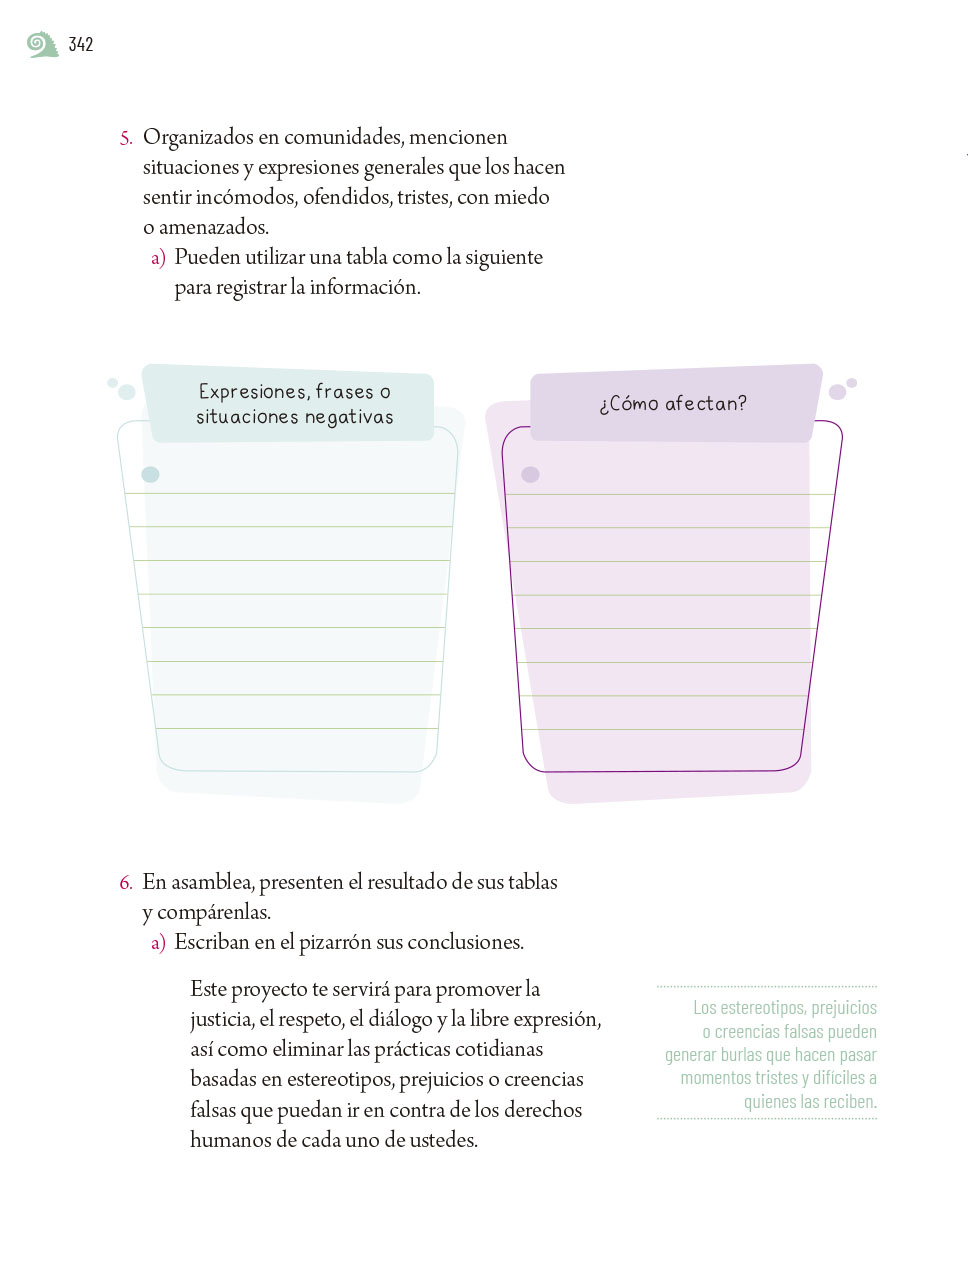 342
5. Organizados en comunidades, mencionen
situaciones y expresiones generales que los hacen
sentir incómodos, ofendidos, tristes, con miedo
o amenazados.
a) Pueden utilizar una tabla como la siguiente
para registrar la información.
Expresiones, frases o
situaciones negativas
¿Cómo afectan?
6. En asamblea, presenten el resultado de sus tablas
y compárenlas.
a) Escriban en el pizarrón sus conclusiones.
Este proyecto te servirá para promover la
justicia, el respeto, el diálogo y la libre expresión,
así como eliminar las prácticas cotidianas
basadas en estereotipos, prejuicios o creencias
falsas que puedan ir en contra de los derechos
humanos de cada uno de ustedes.
Los estereotipos, prejuicios
o creencias falsas pueden
generar burlas que hacen pasar
momentos tristes y difíciles a
quienes las reciben.